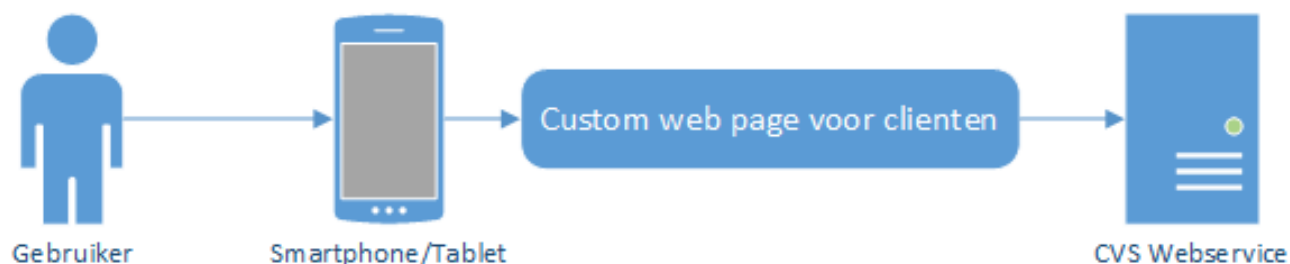 Custom web page voor clienten
Gebruiker
Smartphone/Tablet
CVS Webservice